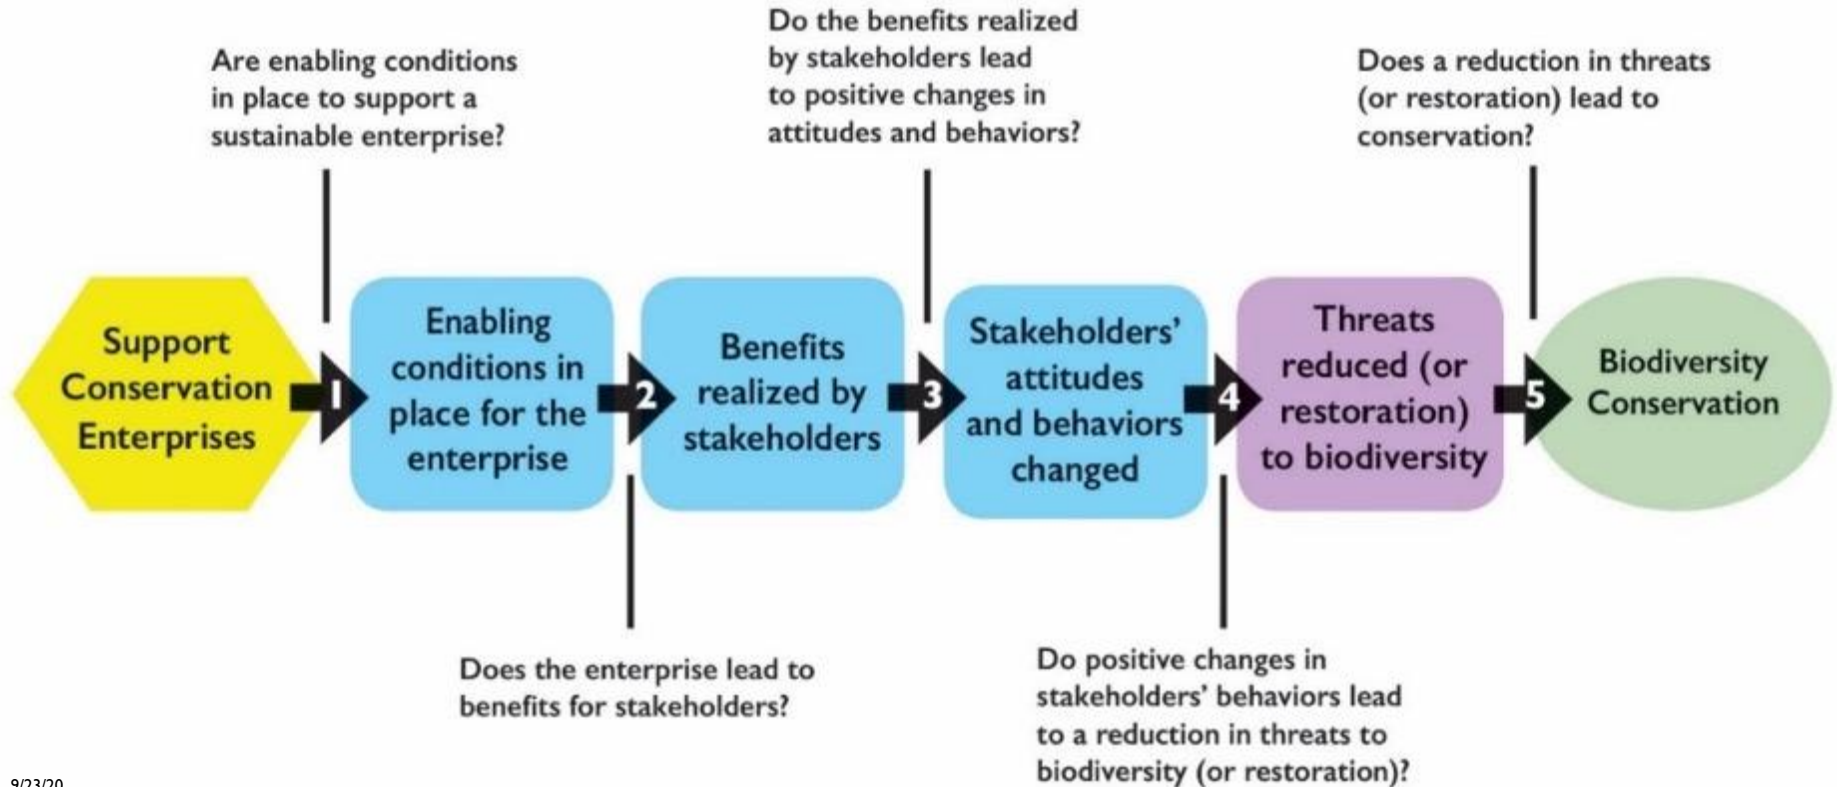 Do the benefits realized
by stakeholders lead
to positive changes in
attitudes and behaviors?
Are enabling conditions
in place to support a
sustainable enterprise?
Does a reduction in threats
(or restoration) lead to
conservation?
Support
Conservation
Enterprises
1
Enabling
conditions in
place for the
enterprise
2
Benefits
realized by
stakeholders
3
Stakeholders’
attitudes
and behaviors
changed
4
Threats
reduced (or
restoration)
to biodiversity
5
Biodiversity
Conservation
Does the enterprise lead to
benefits for stakeholders?
Do positive changes in
stakeholders’ behaviors lead
to a reduction in threats to
biodiversity (or restoration)?
9/23/20